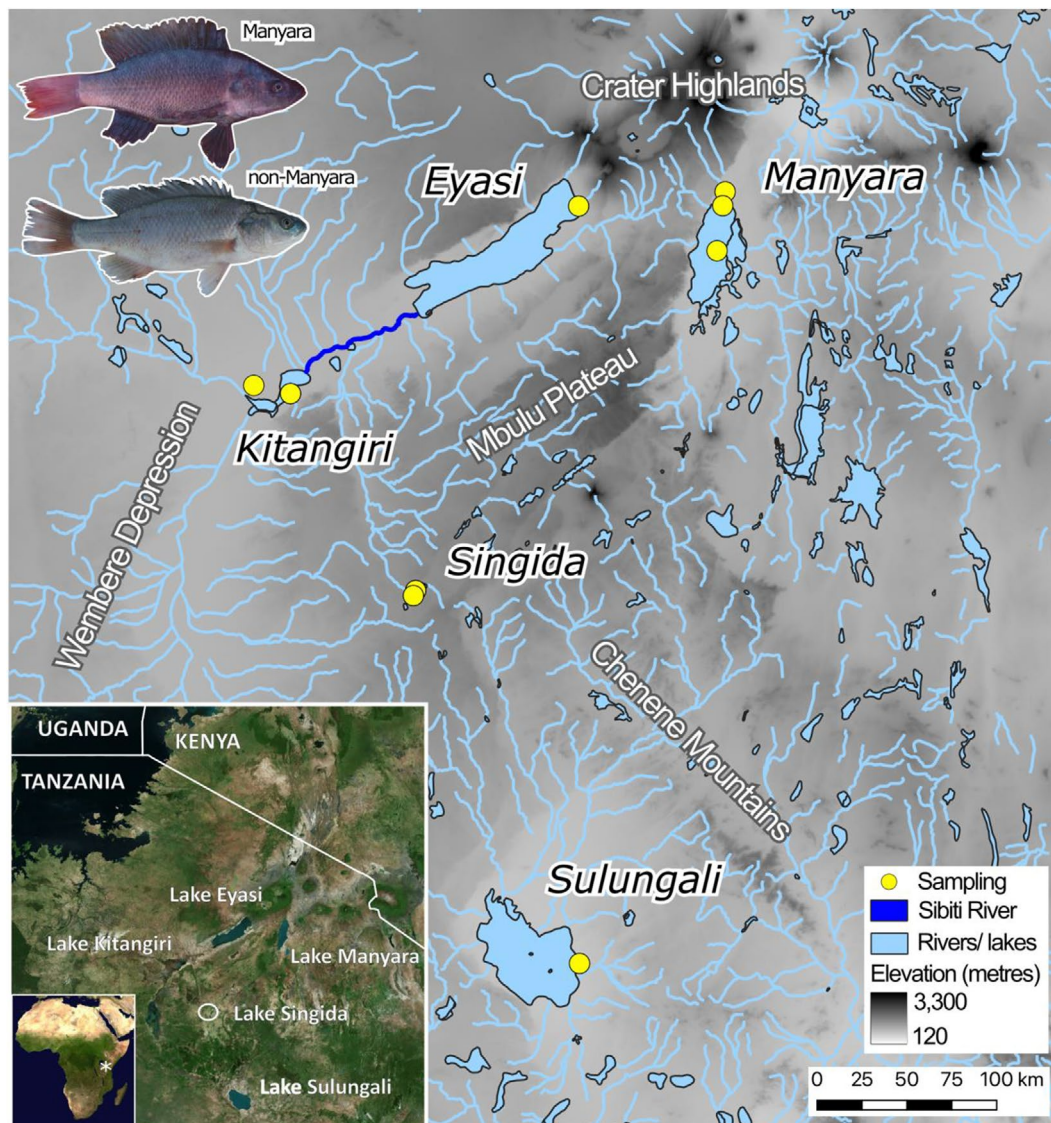 Manyara
non-Manyara
Crater Highlands
Eyasi
Manyara
Mbulu Plateau
Kitangiri
Wembere Depression
Singida
Chenene Mountains
Sulungali
UGANDA
KENYA
TANZANIA
Lake Eyasi
Lake Kitangiri
Lake Manyara
Lake Singida
Lake Sulungali
*
Sampling
Sibiti River
Rivers/ lakes
Elevation (metres)
3,300
120
0 25 50 75 100 km